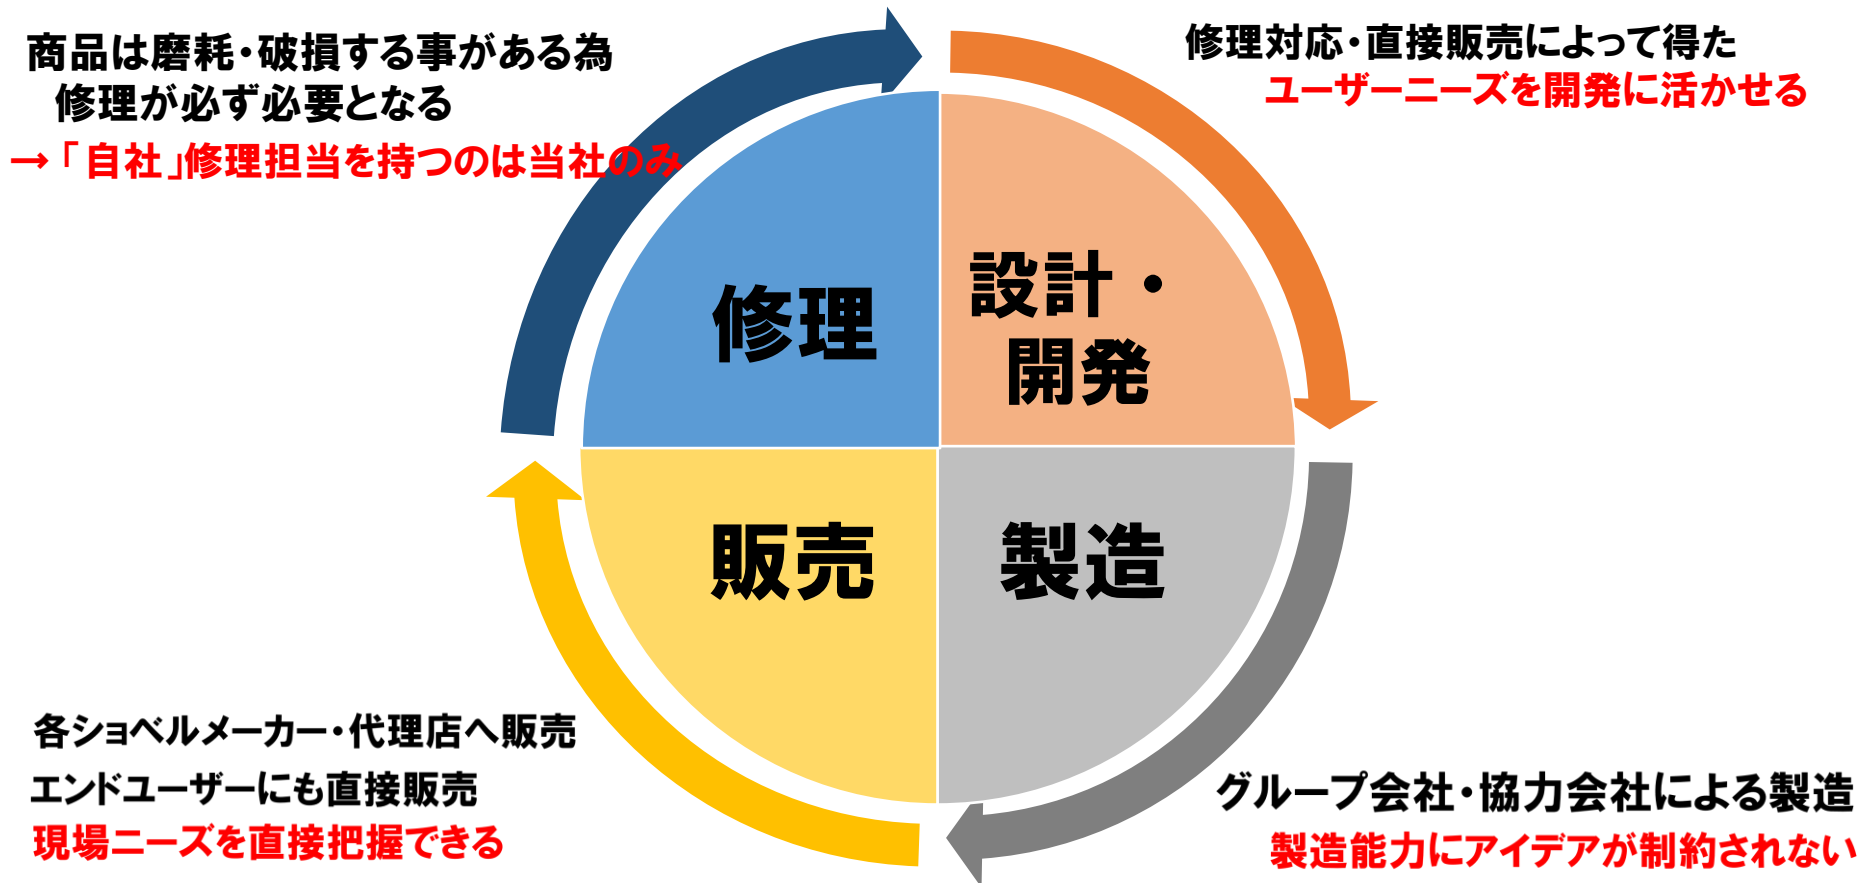 商品は磨耗・破損する事がある為
修理が必ず必要となる
→「自社」修理担当を持つのは当社のみ
修理対応・直接販売によって得た
ユーザーニーズを開発に活かせる
修理
設計・
開発
販売
製造
各ショベルメーカー・代理店へ販売
エンドユーザーにも直接販売
現場ニーズを直接把握できる
グループ会社・協力会社による製造
製造能力にアイデアが制約されない